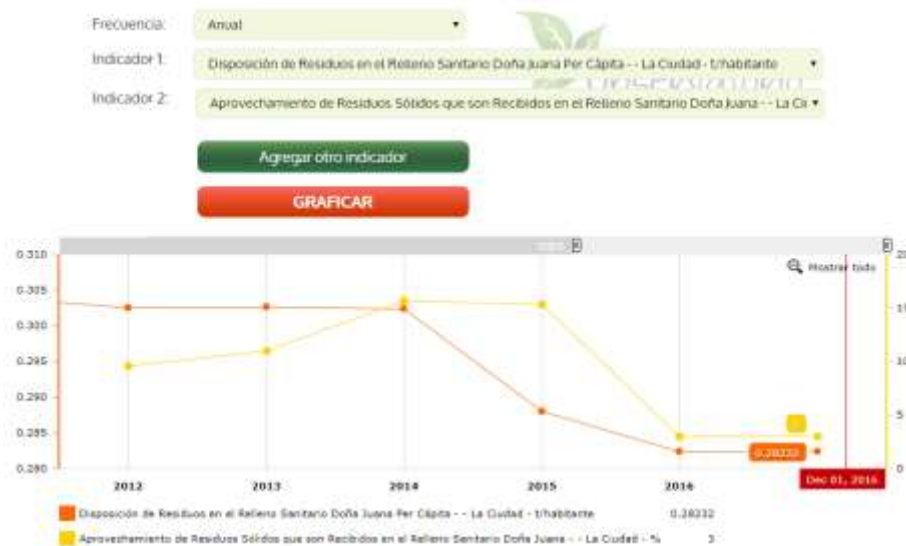 Frecuencia: Anual
Indicador 1: Disposición de Residuos en el Relleno Sanitario Doña Juana Per Cápita - - La Ciudad - t/habitante
Indicador 2: Aprovechamiento de Residuos Sólidos que son Recibidos en el Relleno Sanitario Doña Juana - - La Ci
Agregar otro indicador
GRAFICAR
Mostrar todo
0.310 20
0.305
0.300 15
0.295 10
0.290
0.285 5
0.28232
0.280 0
2012 2013 2014 2015 2016 Dec 01, 2016
Disposición de Residuos en el Relleno Sanitario Doña Juana Per Cápita - - La Ciudad - t/habitante 0.28232
Aprovechamiento de Residuos Sólidos que son Recibidos en el Relleno Sanitario Doña Juana - - La Ciudad - % 3